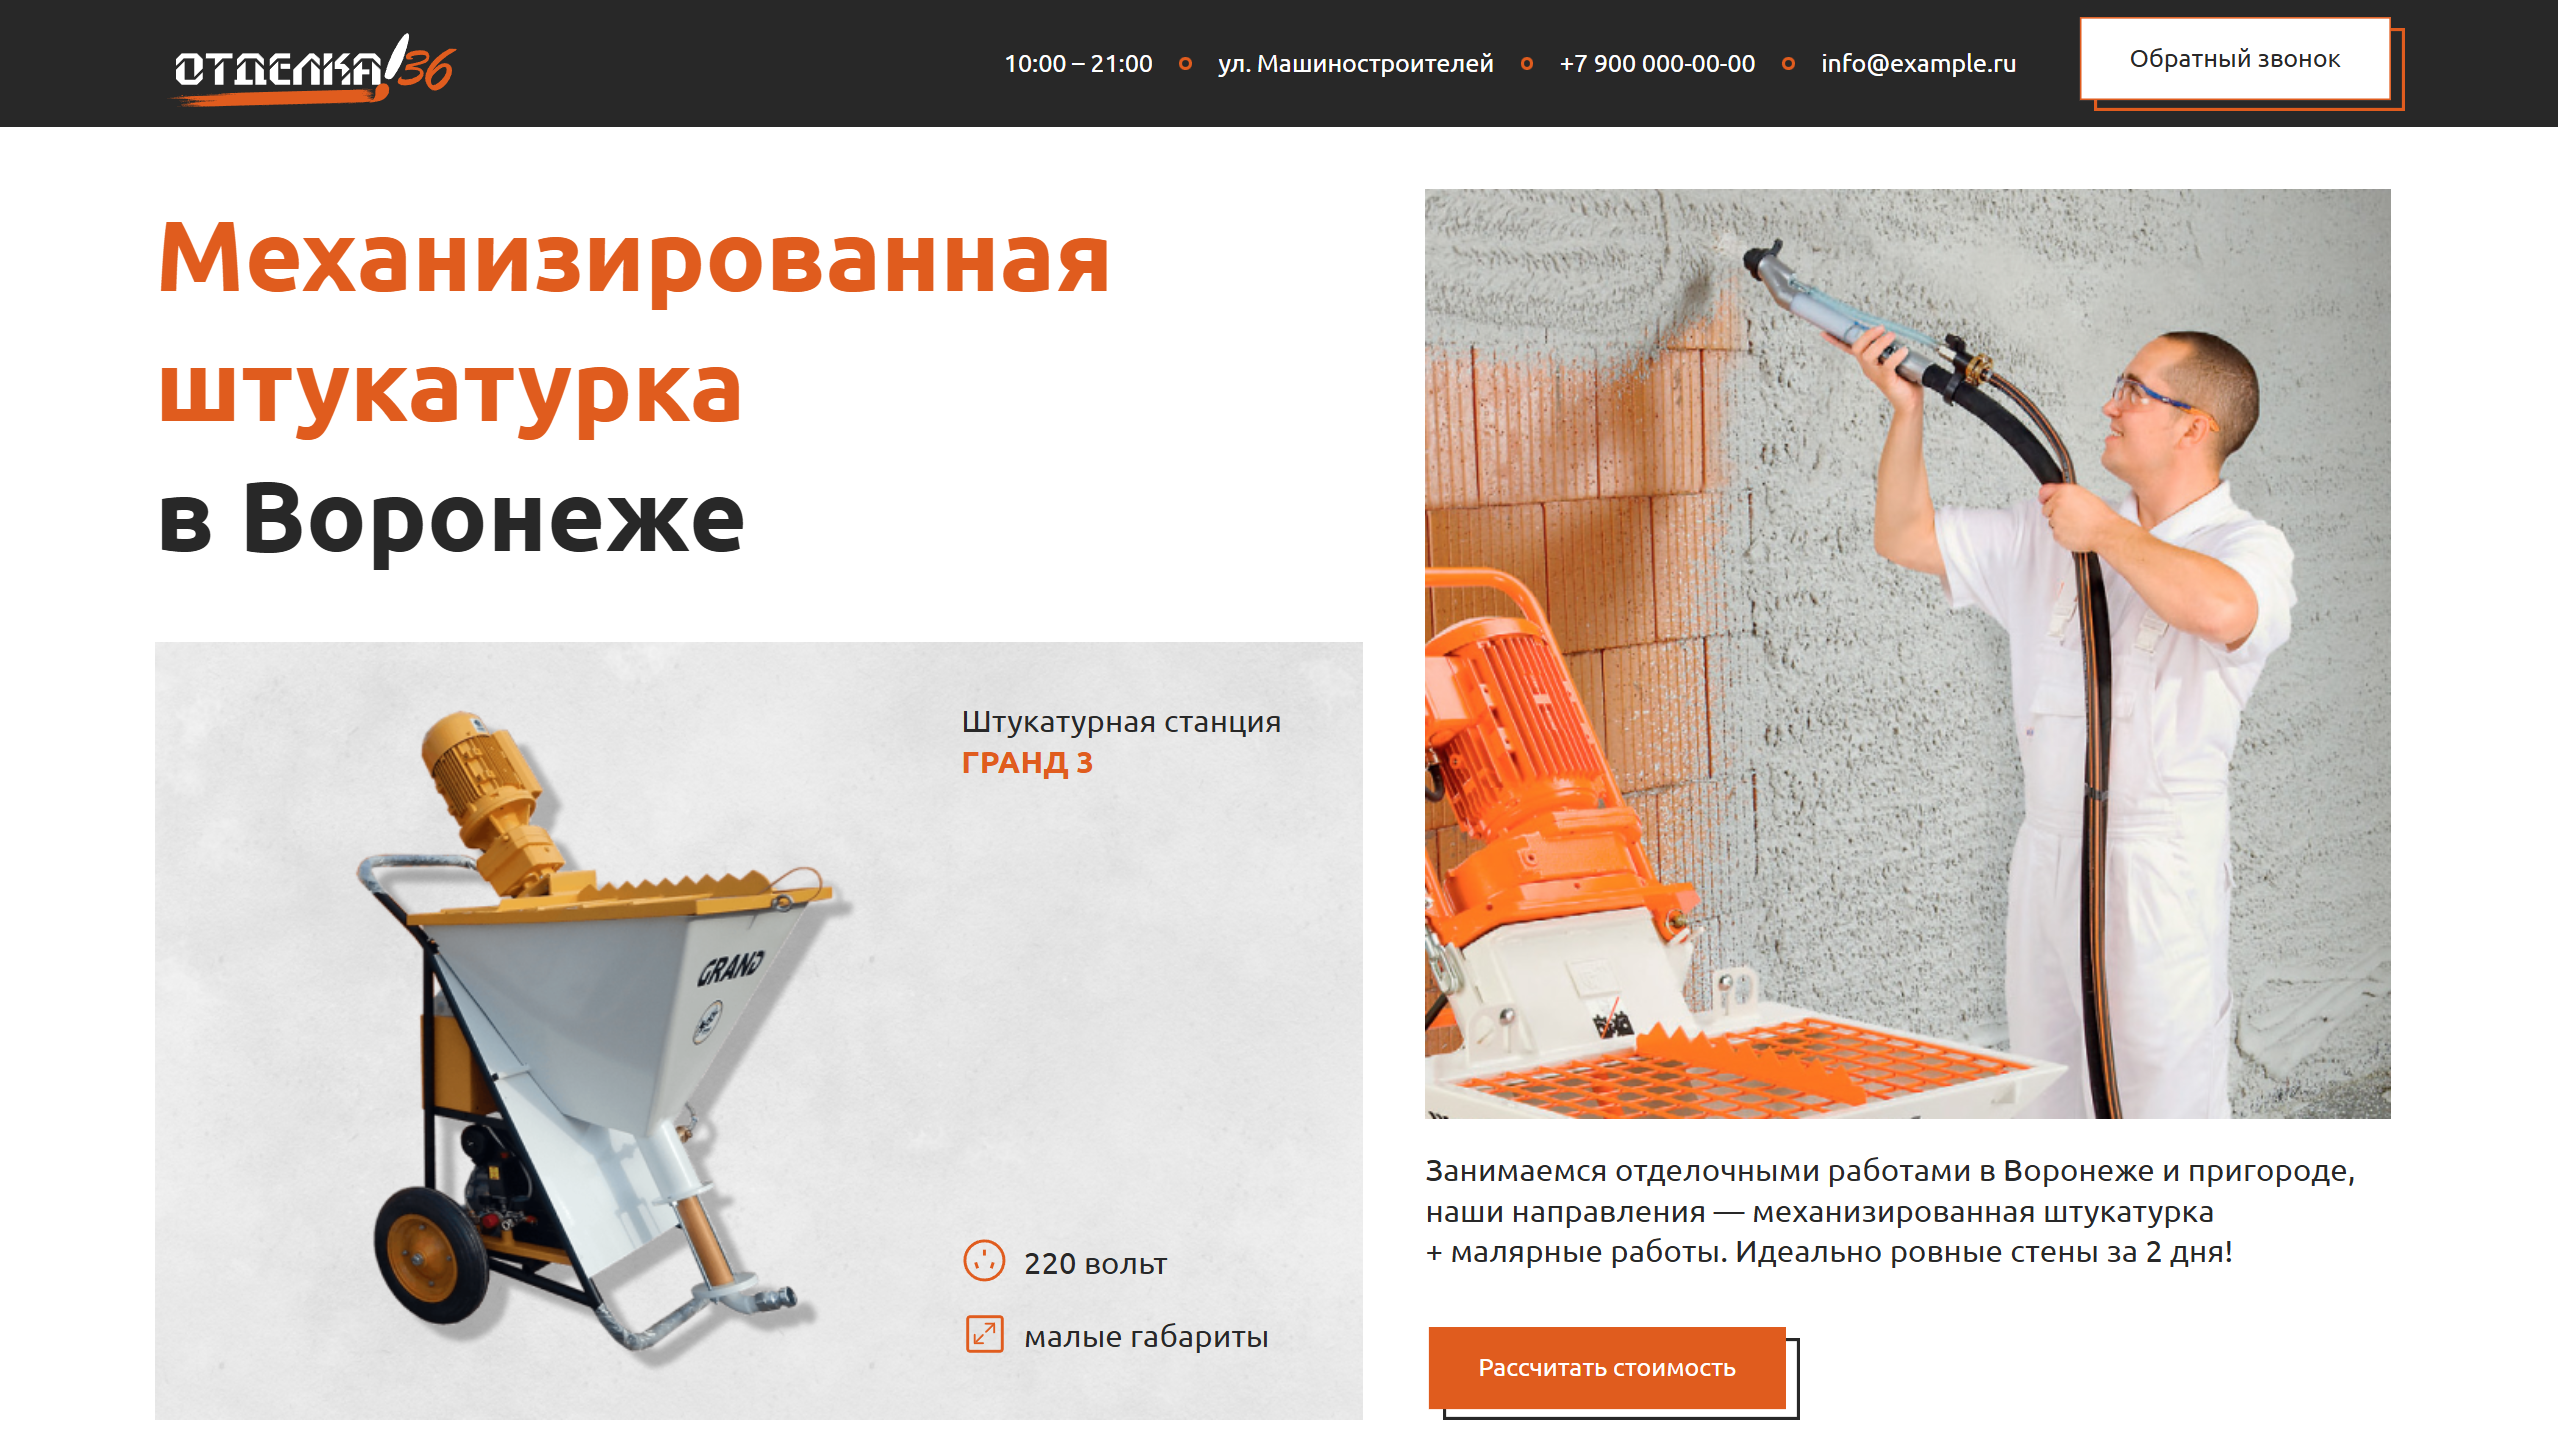 ОТДЕЛКА 36
10:00 – 21:00
ул. Машиностроителей
+7 900 000-00-00
info@example.ru
Обратный звонок
Механизированная
штукатурка
в Воронеже
Штукатурная станция
ГРАНД 3
GRAND
220 вольт
малые габариты
Занимаемся отделочными работами в Воронеже и пригороде,
наши направления — механизированная штукатурка
+ малярные работы. Идеально ровные стены за 2 дня!
Рассчитать стоимость